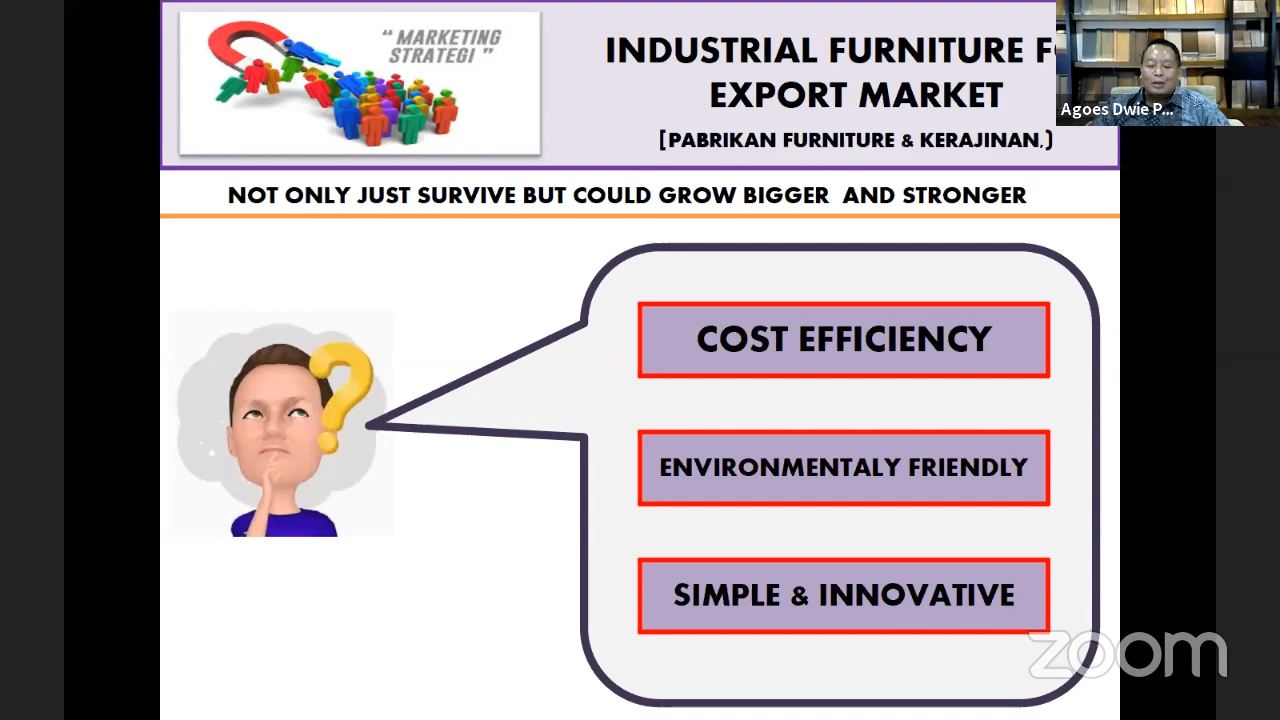 “ MARKETING
STRATEGI ”
INDUSTRIAL FURNITURE F
EXPORT MARKET
[PABRIKAN FURNITURE & KERAJINAN,)
Agoes Dwie P...
NOT ONLY JUST SURVIVE BUT COULD GROW BIGGER AND STRONGER
COST EFFICIENCY
ENVIRONMENTALY FRIENDLY
SIMPLE & INNOVATIVE
zoom